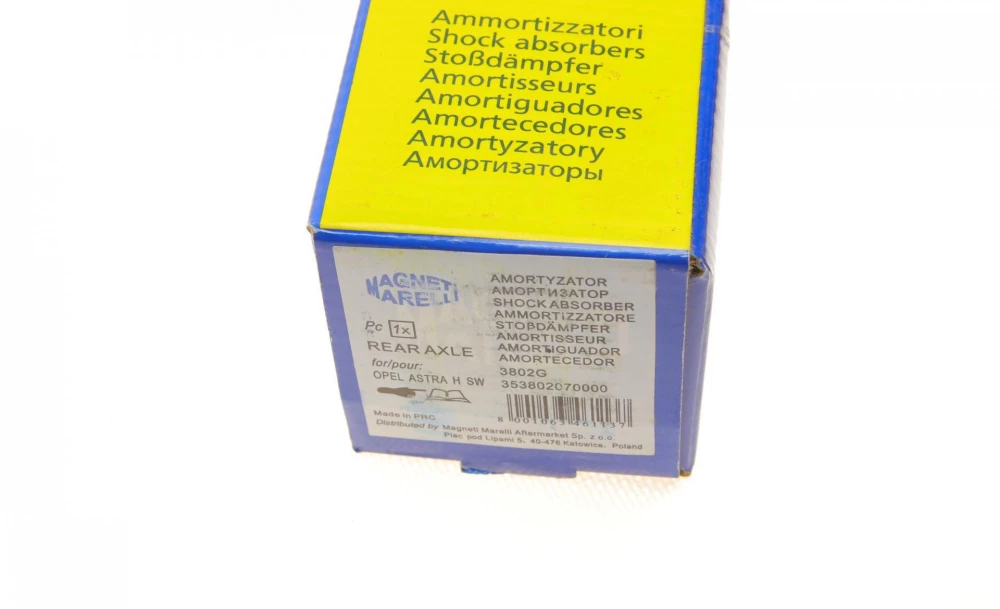 Ammortizzatori
Shock absorbers
Stoßdämpfer
Amortisseurs
Amortiguadores
Amortecedores
Amortyzatory
Амортизаторы
MAGNETI
MARELLI
Pc 1x
REAR AXLE
for/pour:
OPEL ASTRA H SW
AMORTYZATOR
АМОРТИЗАТОР
SHOCK ABSORBER
AMMORTIZZATORE
STOßDÄMPFER
AMORTISSEUR
AMORTIGUADOR
AMORTECEDOR
3802G
353802070000
Made in PRC
Distributed by Magneti Marelli Aftermarket Sp. z.o.o.
Plac pod Lipami 5, 40-476 Katowice, Poland